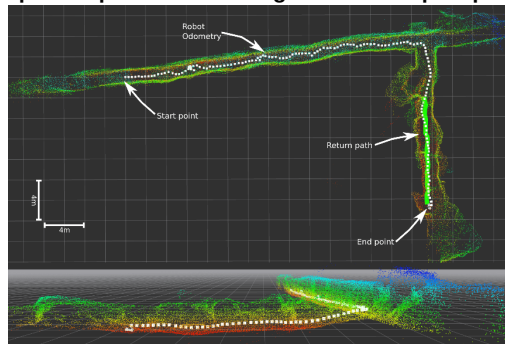 Robot
Odometry
Start point
Return path
4m
4m
End point